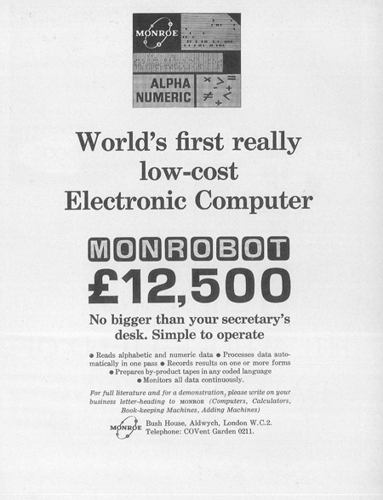 MONROE
ALPHA
NUMERIC
× > =
÷
≠ < +
World's first really
low-cost
Electronic Computer
MONROBOT
£12,500
No bigger than your secretary's
desk. Simple to operate
● Reads alphabetic and numeric data ● Processes data auto-
matically in one pass ● Records results on one or more forms
● Prepares by-product tapes in any coded language
● Monitors all data continuously.
For full literature and for a demonstration, please write on your
business letter-heading to MONROE (Computers, Calculators,
Book-keeping Machines, Adding Machines)
MONROE
Bush House, Aldwych, London W.C.2.
Telephone: COVent Garden 0211.